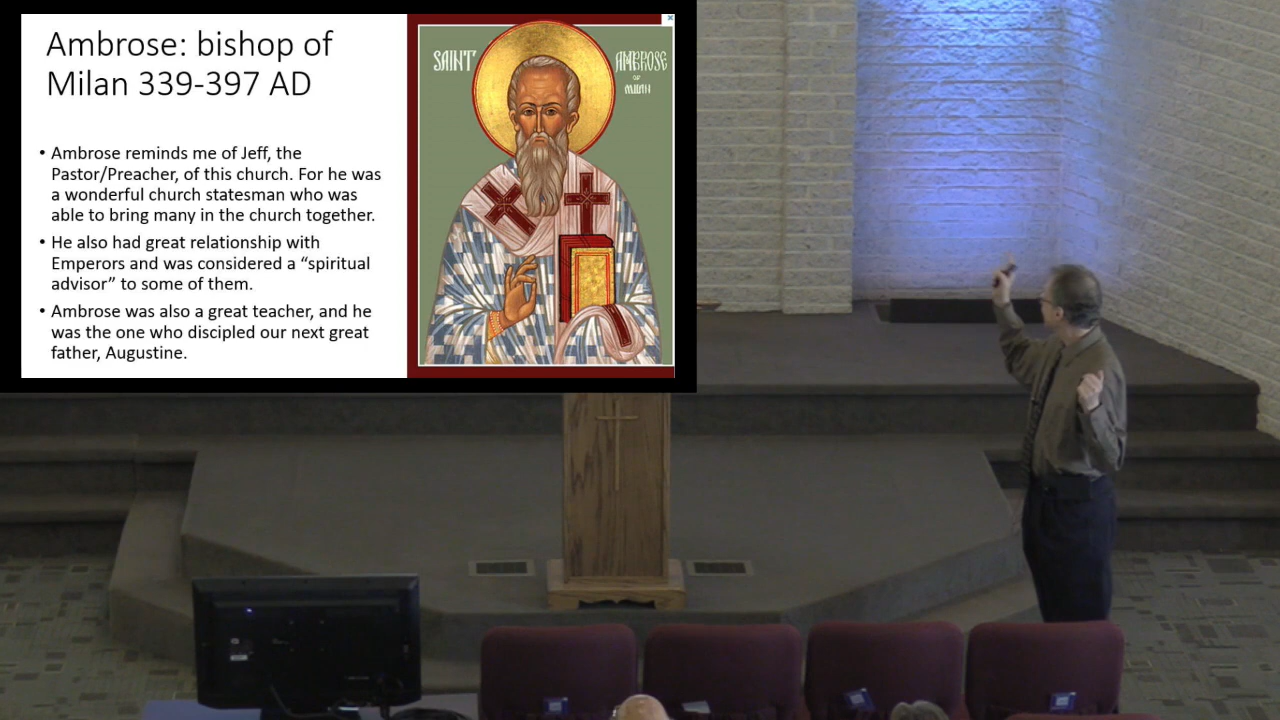 Ambrose: bishop of
Milan 339-397 AD
• Ambrose reminds me of Jeff, the
Pastor/Preacher, of this church. For he was
a wonderful church statesman who was
able to bring many in the church together.
• He also had great relationship with
Emperors and was considered a “spiritual
advisor” to some of them.
• Ambrose was also a great teacher, and he
was the one who discipled our next great
father, Augustine.
SAINT
AMBROSE
OF
MILAN